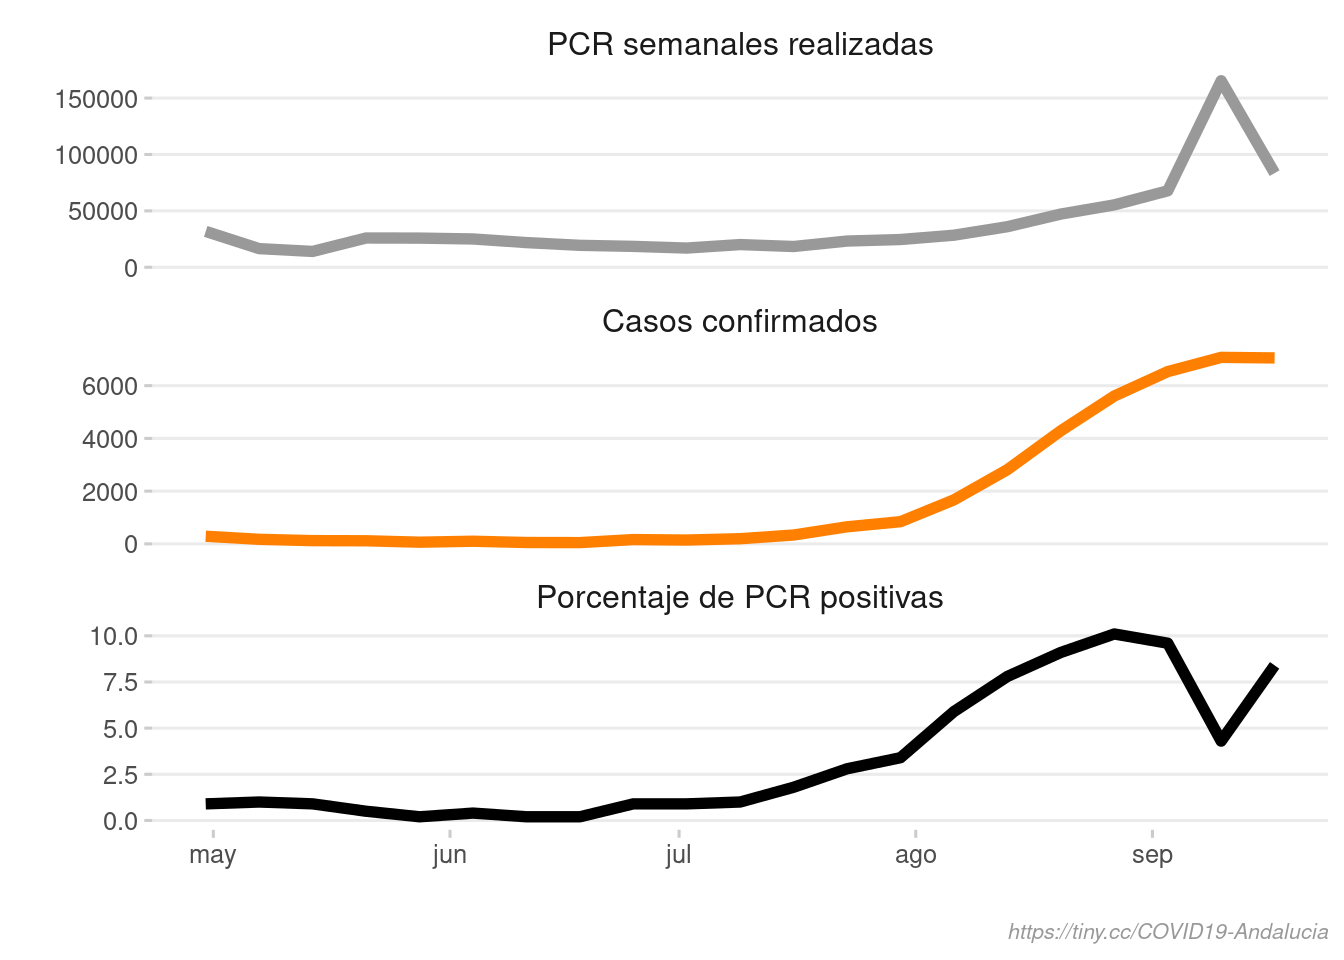 PCR semanales realizadas
150000
100000
50000
0
Casos confirmados
6000
4000
2000
0
Porcentaje de PCR positivas
10.0
7.5
5.0
2.5
0.0
may jun jul ago sep
https://tiny.cc/COVID19-Andalucia